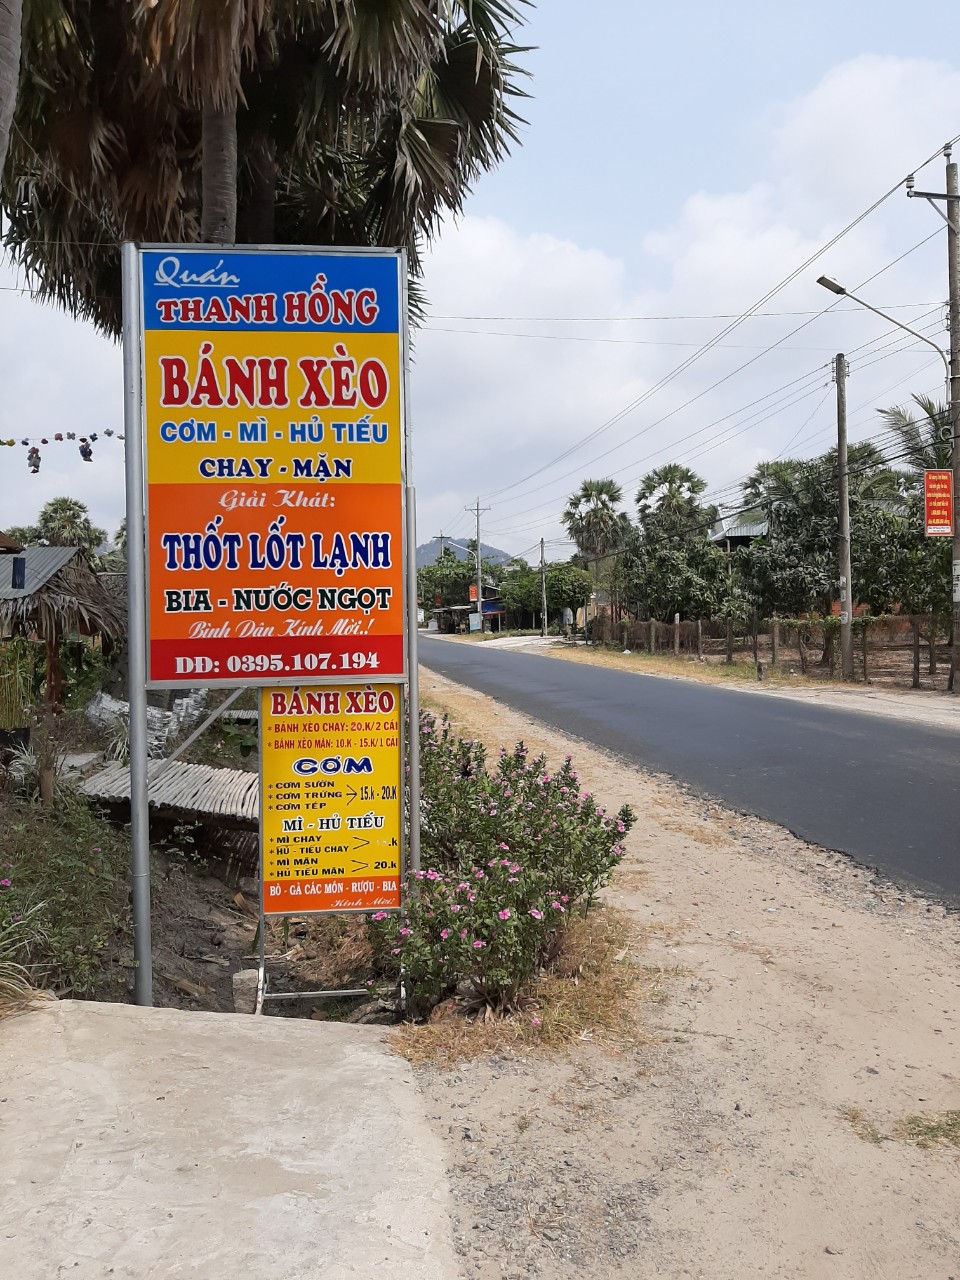 Quán
THANH HỒNG
BÁNH XÈO
CƠM - MÌ - HỦ TIẾU
CHAY - MẶN
Giải Khát:
THỐT LỐT LẠNH
BIA - NƯỚC NGỌT
Bình Dân Kính Mời.!
DĐ: 0395.107.194
BÁNH XÈO
* BÁNH XÈO CHAY: 20.K/2 CÁI
* BÁNH XÈO MẶN: 10.K - 15.K/1 CÁI
CƠM
* CƠM SƯỜN
* CƠM TRỨNG > 15.k - 20.K
* CƠM TÉP
MÌ - HỦ TIẾU
* MÌ CHAY
* HỦ - TIẾU CHAY > .k
* MÌ MẶN
* HỦ TIẾU MẶN > 20.k
BÒ - GÀ CÁC MÓN - RƯỢU - BIA
Kính Mời!